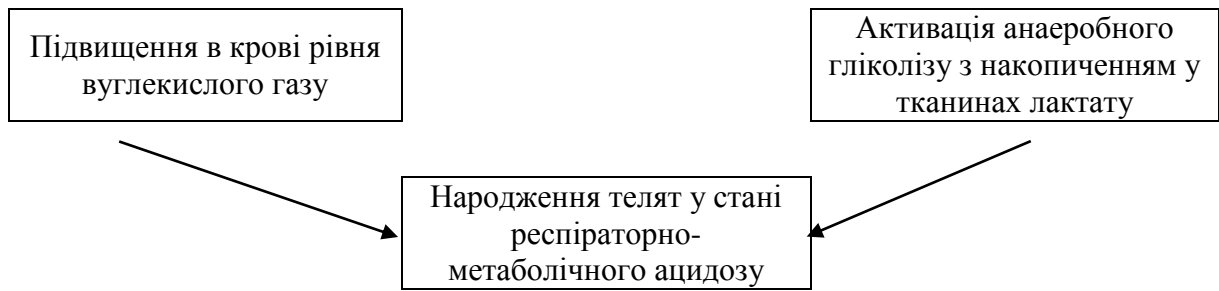 Підвищення в крові рівня
вуглекислого газу
Активація анаеробного
гліколізу з накопиченням у
тканинах лактату
Народження телят у стані
респіраторно-
метаболічного ацидозу